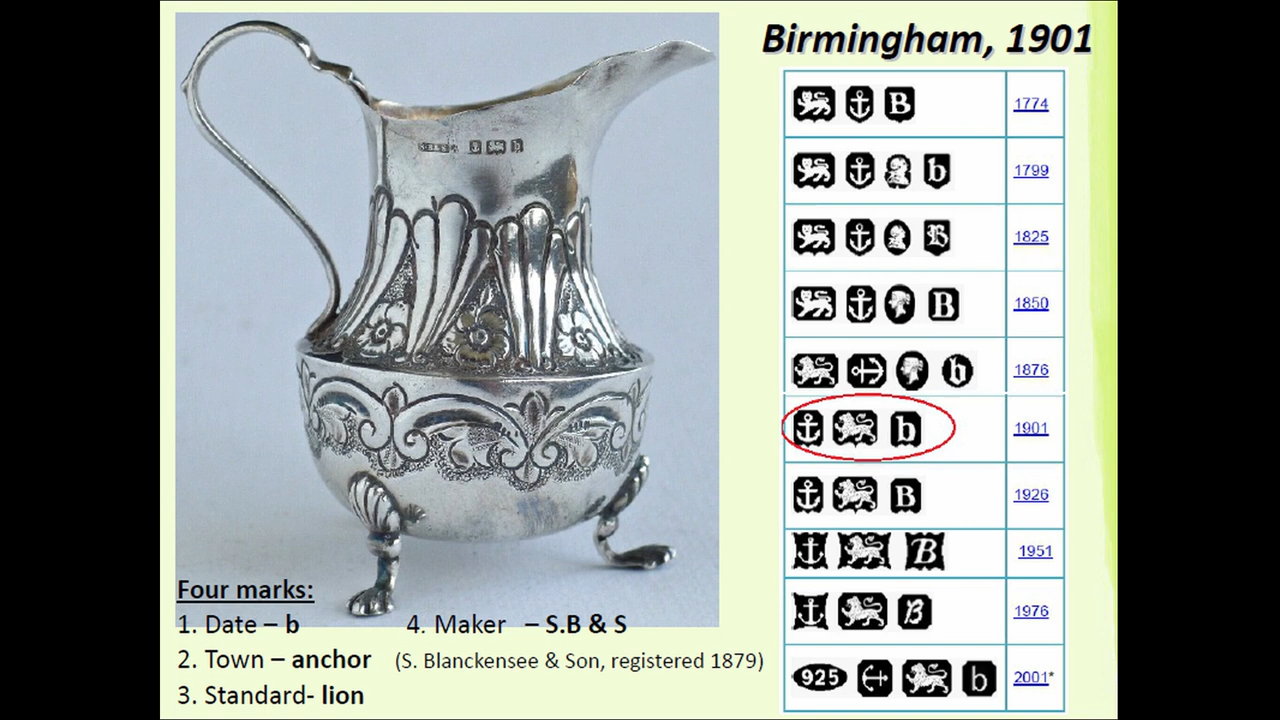 Birmingham, 1901
B 1774
b 1799
B 1825
B 1850
b 1876
b 1901
B 1926
B 1951
B 1976
925 b 2001*
Four marks:
1. Date – b
4. Maker – S.B & S
2. Town – anchor
(S. Blanckensee & Son, registered 1879)
3. Standard- lion